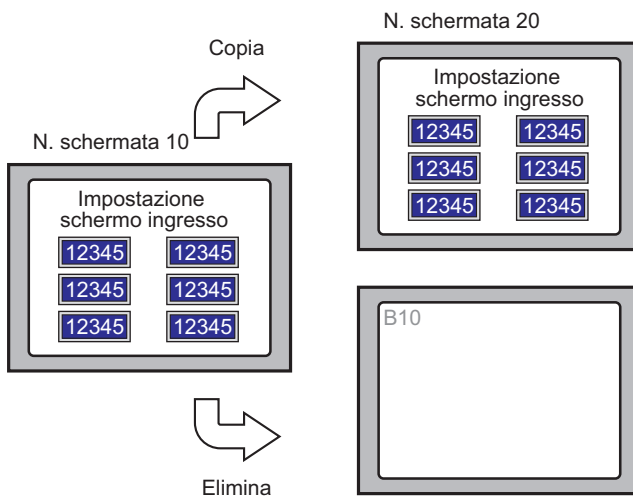 N. schermata 20
Copia
Impostazione
schermo ingresso
12345 12345
12345 12345
12345 12345
N. schermata 10
Impostazione
schermo ingresso
12345 12345
12345 12345
12345 12345
B10
Elimina